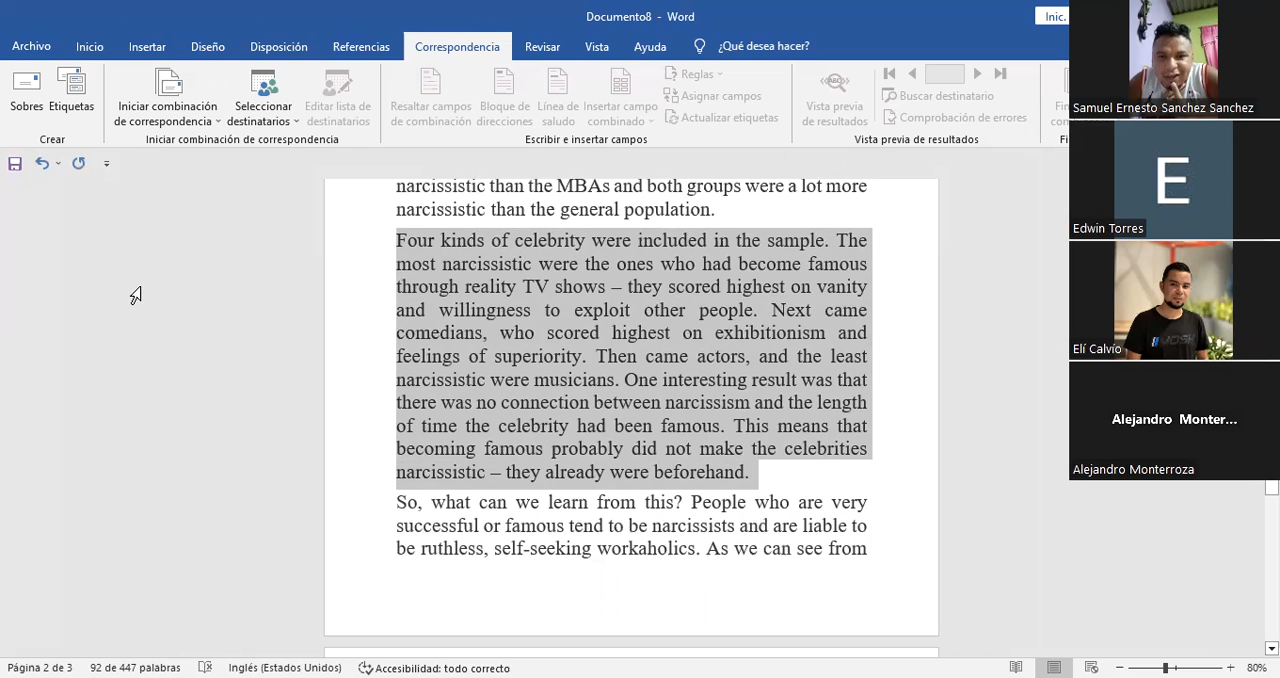 Documento8 - Word
Inic.
Archivo Inicio Insertar Diseño Disposición Referencias Correspondencia Revisar Vista Ayuda ¿Qué desea hacer?
Sobres Etiquetas
Crear
Iniciar combinación de correspondencia
Seleccionar destinatarios
Editar lista de destinatarios
Iniciar combinación de correspondencia
Resaltar campos de combinación
Bloque de direcciones
Línea de saludo
Insertar campo combinado
Reglas
Asignar campos
Actualizar etiquetas
Escribir e insertar campos
ABC
Vista previa de resultados
Buscar destinatario
Comprobación de errores
Vista previa de resultados
narcissistic than the MBAs and both groups were a lot more
narcissistic than the general population.
Four kinds of celebrity were included in the sample. The
most narcissistic were the ones who had become famous
through reality TV shows – they scored highest on vanity
and willingness to exploit other people. Next came
comedians, who scored highest on exhibitionism and
feelings of superiority. Then came actors, and the least
narcissistic were musicians. One interesting result was that
there was no connection between narcissism and the length
of time the celebrity had been famous. This means that
becoming famous probably did not make the celebrities
narcissistic – they already were beforehand.
So, what can we learn from this? People who are very
successful or famous tend to be narcissists and are liable to
be ruthless, self-seeking workaholics. As we can see from
Samuel Ernesto Sanchez Sanchez
E
Edwin Torres
Elí Calvío
Alejandro Monter...
Alejandro Monterroza
Página 2 de 3 92 de 447 palabras Inglés (Estados Unidos) Accesibilidad: todo correcto 80%